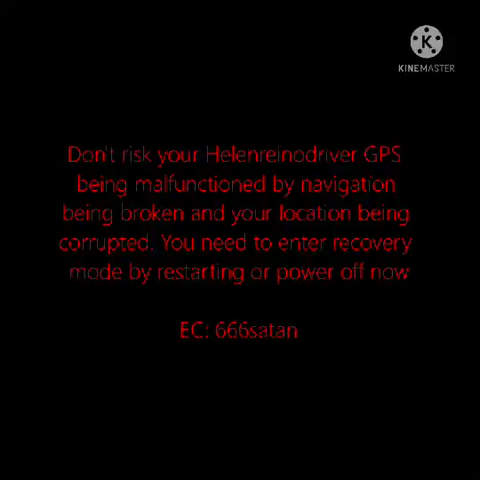 K
KINEMASTER
Don't risk your Helenreinodriver GPS
being malfunctioned by navigation
being broken and your location being
corrupted. You need to enter recovery
mode by restarting or power off now
EC: 666satan